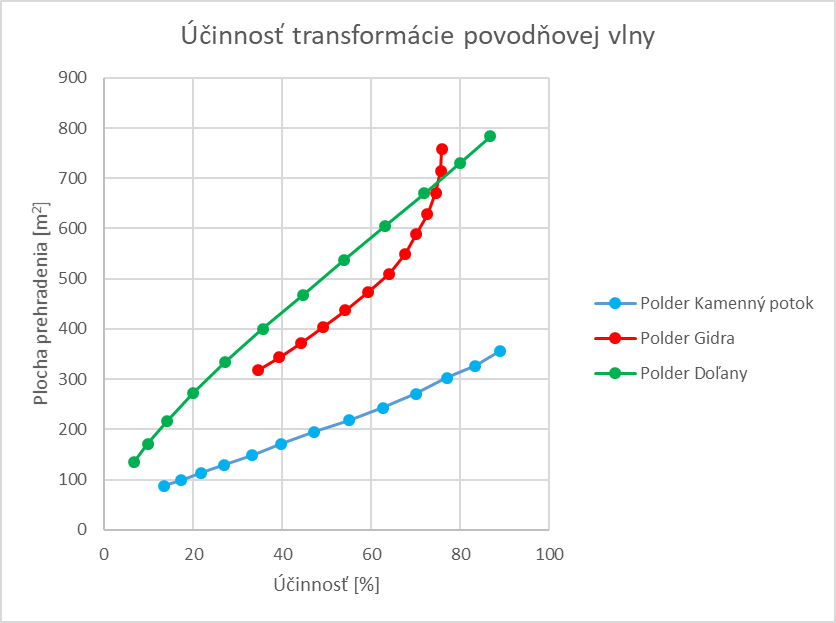 Účinnosť transformácie povodňovej vlny
900
800
700
600
500
400
300
200
100
0
Plocha prehradenia [m²]
0 20 40 60 80 100
Účinnosť [%]
Polder Kamenný potok
Polder Gidra
Polder Doľany